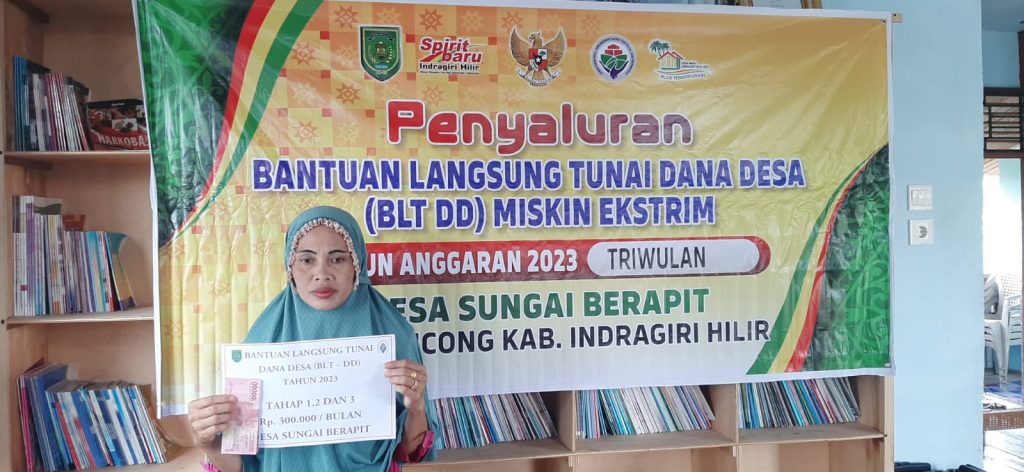 Spirit
baru
Indragiri Hilir
Penyaluran
BANTUAN LANGSUNG TUNAI DANA DESA
(BLT DD) MISKIN EKSTRIM
UN ANGGARAN 2023 TRIWULAN
ESA SUNGAI BERAPIT
CONG KAB. INDRAGIRI HILIR
BANTUAN LANGSUNG TUNAI
DANA DESA (BLT – DD)
TAHUN 2023
TAHAP 1,2 DAN 3
Rp. 300.000 / BULAN
ESA SUNGAI BERAPIT
100000